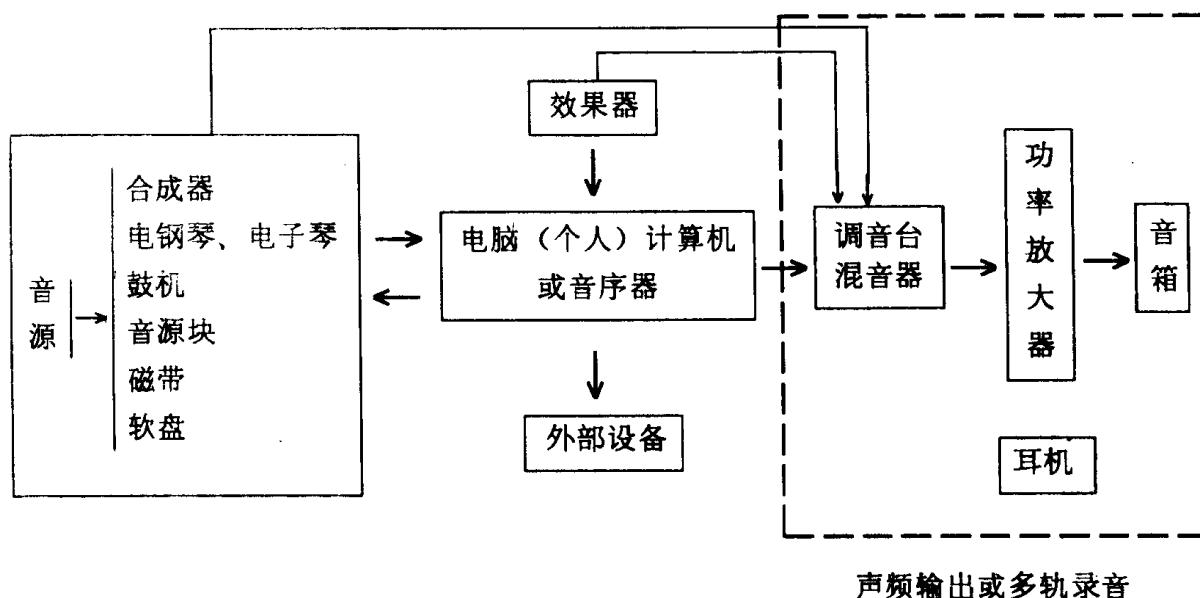 效果器
音源
合成器
电钢琴、电子琴
鼓机
音源块
磁带
软盘
电脑（个人）计算机
或音序器
外部设备
调音台
混音器
功率放大器
音箱
耳机
声频输出或多轨录音